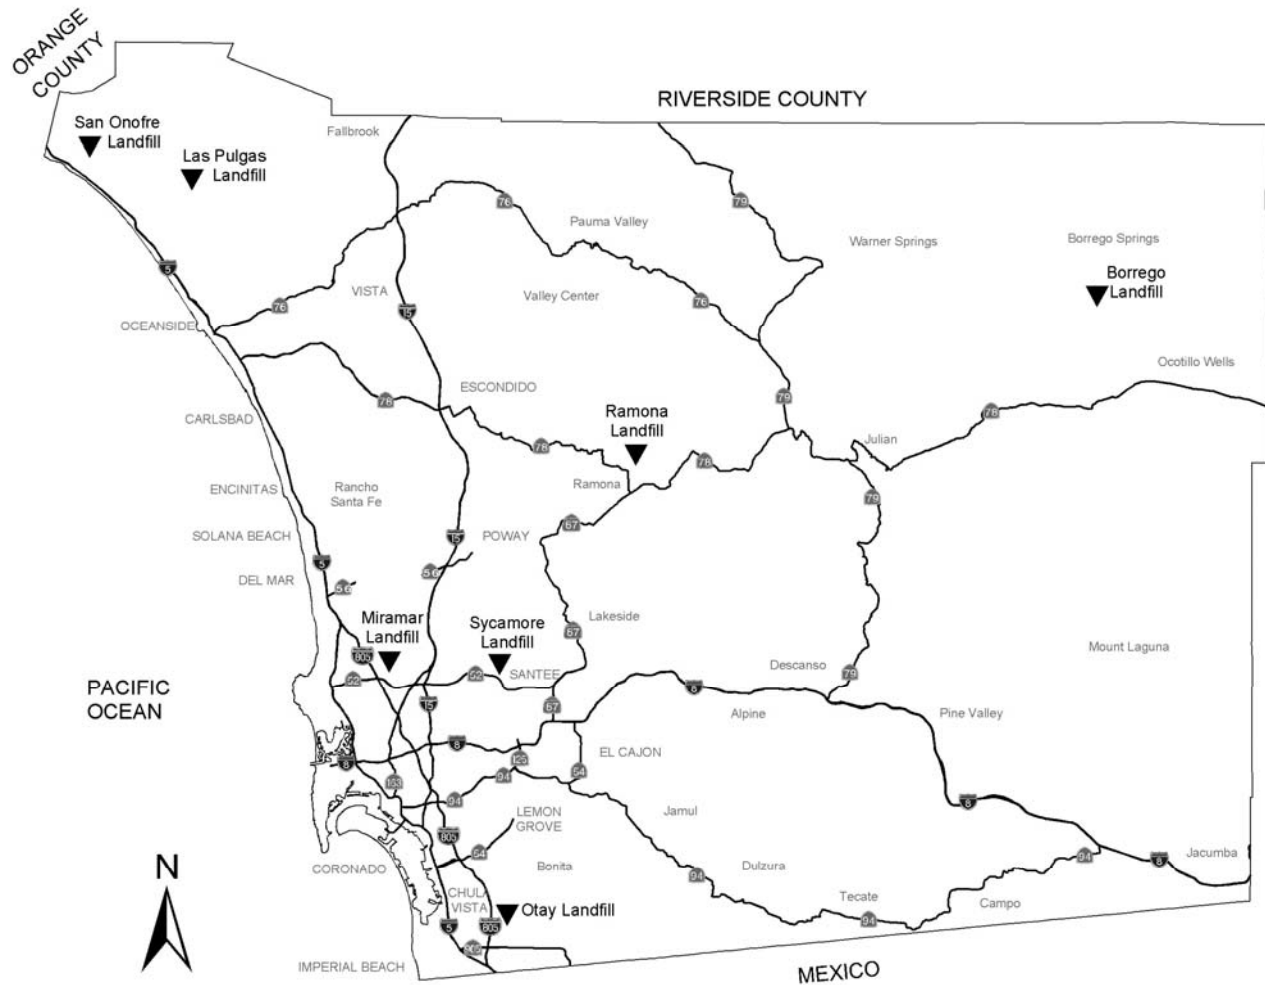 ORANGE
COUNTY
RIVERSIDE COUNTY
San Onofre
Landfill
Las Pulgas
Landfill
Fallbrook
76
79
Pauma Valley
Warner Springs
Borrego Springs
5
76
VISTA
15
Valley Center
76
Borrego
Landfill
OCEANSIDE
Ocotillo Wells
ESCONDIDO
78
79
78
CARLSBAD
Ramona
Landfill
78
Julian
78
ENCINITAS
Rancho
Santa Fe
Ramona
79
67
SOLANA BEACH
15
POWAY
5
56
56
DEL MAR
Miramar
Landfill
Sycamore
Landfill
Lakeside
67
805
52
52
SANTEE
Descanso
79
Mount Laguna
PACIFIC
OCEAN
15
67
8
Alpine
Pine Valley
8
8
125
EL CAJON
54
163
94
94
8
LEMON
GROVE
Jamul
805
54
N
CORONADO
Bonita
94
Dulzura
94
8
Jacumba
CHULA
VISTA
Otay Landfill
Tecate
Campo
5
805
94
905
IMPERIAL BEACH
MEXICO